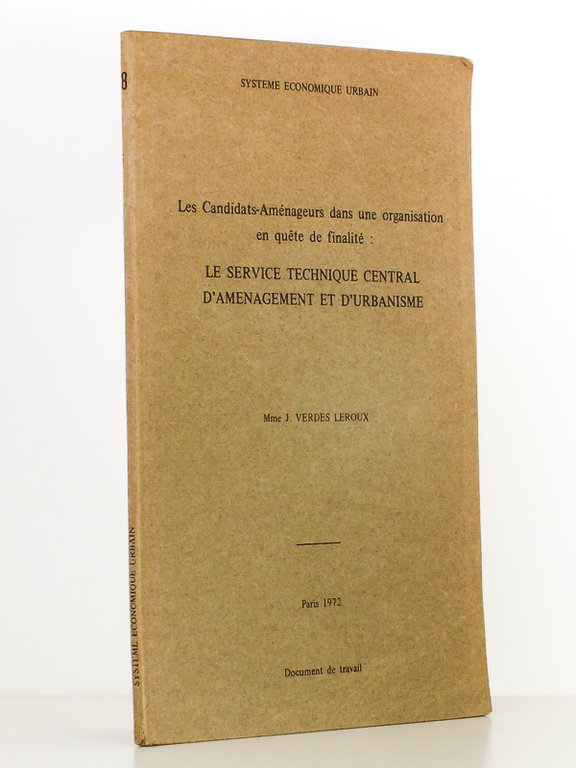 SYSTEME ECONOMIQUE URBAIN
Les Candidats-Aménageurs dans une organisation
en quête de finalité :
LE SERVICE TECHNIQUE CENTRAL
D'AMENAGEMENT ET D'URBANISME
Mme J. VERDES LEROUX
Paris 1972
Document de travail
SYSTEME ECONOMIQUE URBAIN
8